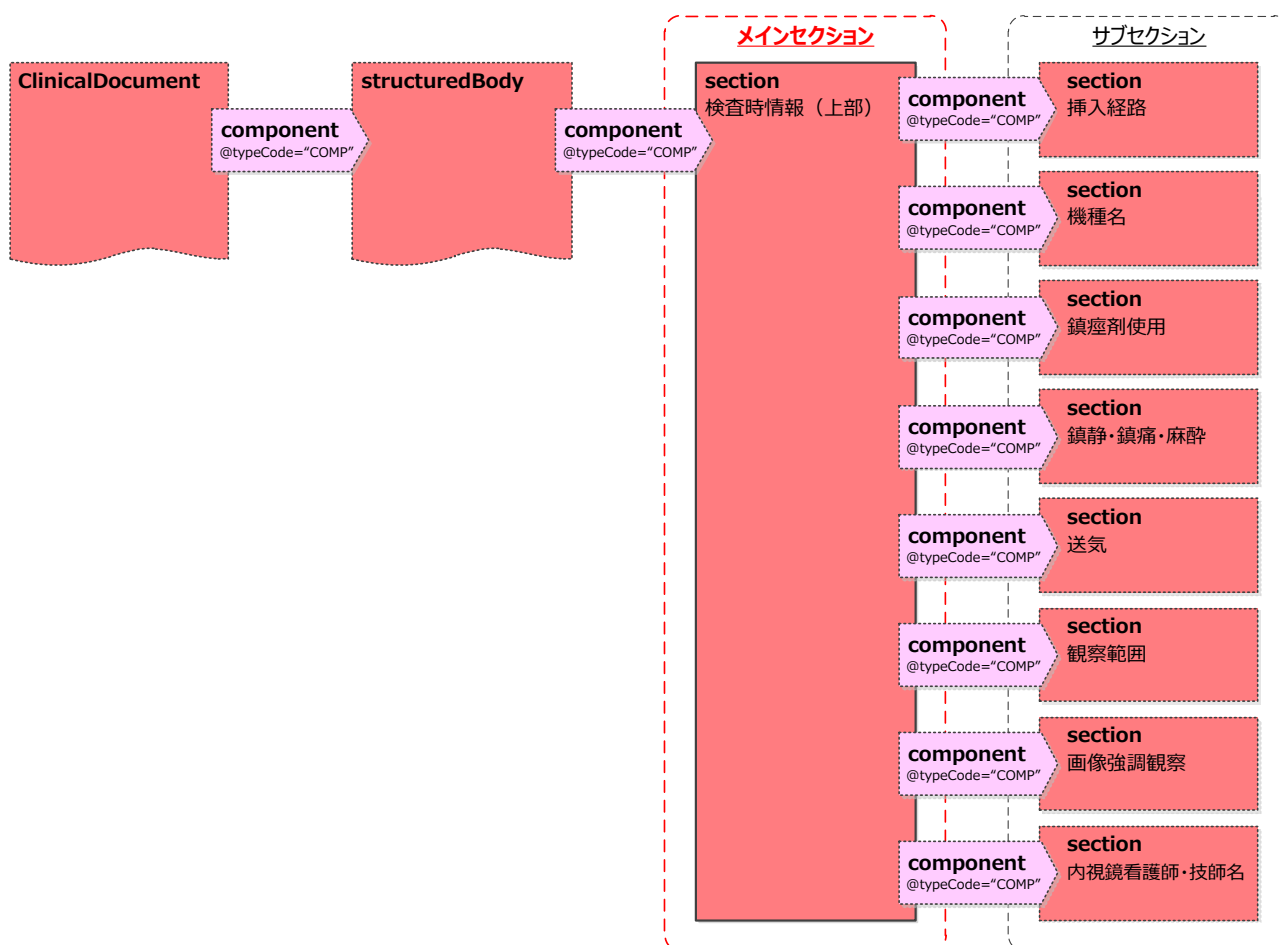 メインセクション
サブセクション
ClinicalDocument
component
@typeCode=“COMP”
structuredBody
component
@typeCode=“COMP”
section
検査時情報（上部）
component
@typeCode=“COMP”
section
挿入経路
component
@typeCode=“COMP”
section
機種名
component
@typeCode=“COMP”
section
鎮痙剤使用
component
@typeCode=“COMP”
section
鎮静・鎮痛・麻酔
component
@typeCode=“COMP”
section
送気
component
@typeCode=“COMP”
section
観察範囲
component
@typeCode=“COMP”
section
画像強調観察
component
@typeCode=“COMP”
section
内視鏡看護師・技師名